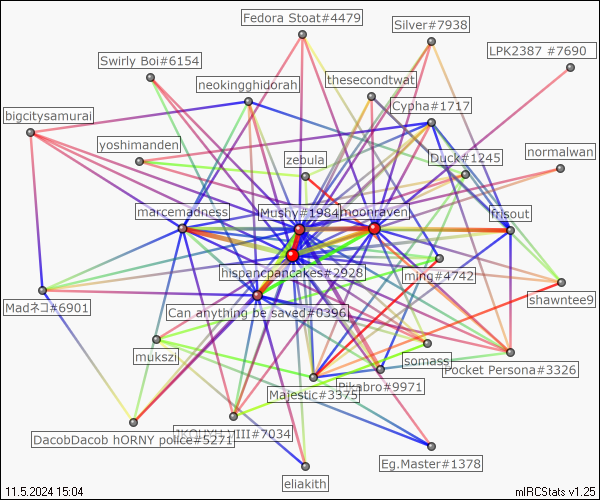 Fedora Stoat#4479
Silver#7938
LPK2387 #7690
Swirly Boi#6154
neokingghidorah
thesecondtwat
Cypha#1717
bigcitysamurai
yoshimanden
zebula
Duck#1245
normalwan
marcemadness
Mushy#1984
moonraven
frisout
hispancpancakes#2928
ming#4742
Madネコ#6901
Can anything be saved#0396
shawntee9
mukszi
somass
Pocket Persona#3326
Majestic#3375
Pikabro#9971
DacobDacob hORNY police#5271
VIII#7034
Eg.Master#1378
eliakith
11.5.2024 15:04
mIRCStats v1.25